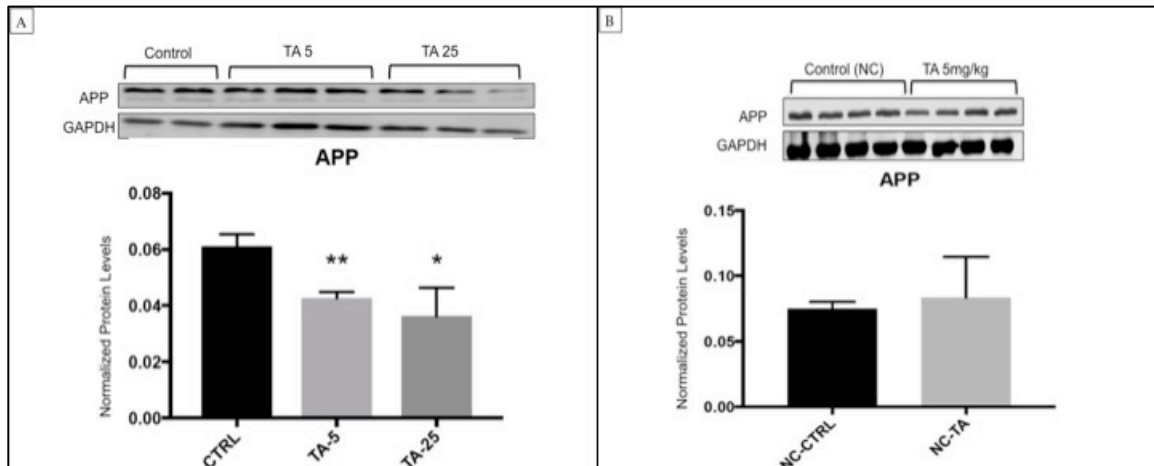 A
Control TA 5 TA 25
APP
GAPDH
APP
Normalized Protein Levels
0.08
0.06
0.04
0.02
0.00
** *
CTRL TA-5 TA-25
B
Control (NC) TA 5mg/kg
APP
GAPDH
APP
Normalized Protein Levels
0.15
0.10
0.05
0.00
NC-CTRL NC-TA